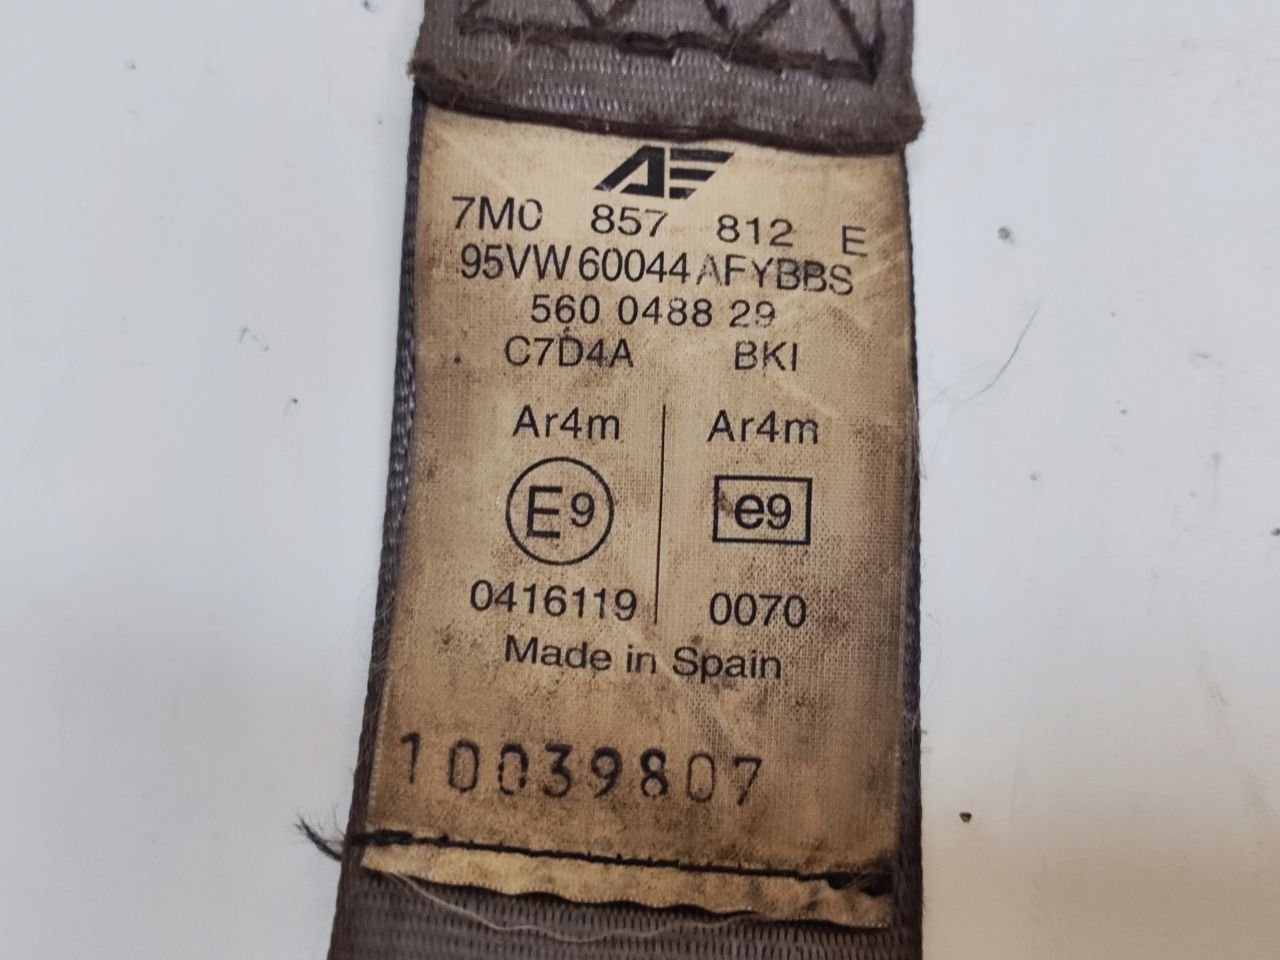 AE
7M0 857 812 E
95VW 60044 AFYBBS
560 0488 29
C7D4A BKI
Ar4m Ar4m
E9 e9
0416119 0070
Made in Spain
10039807